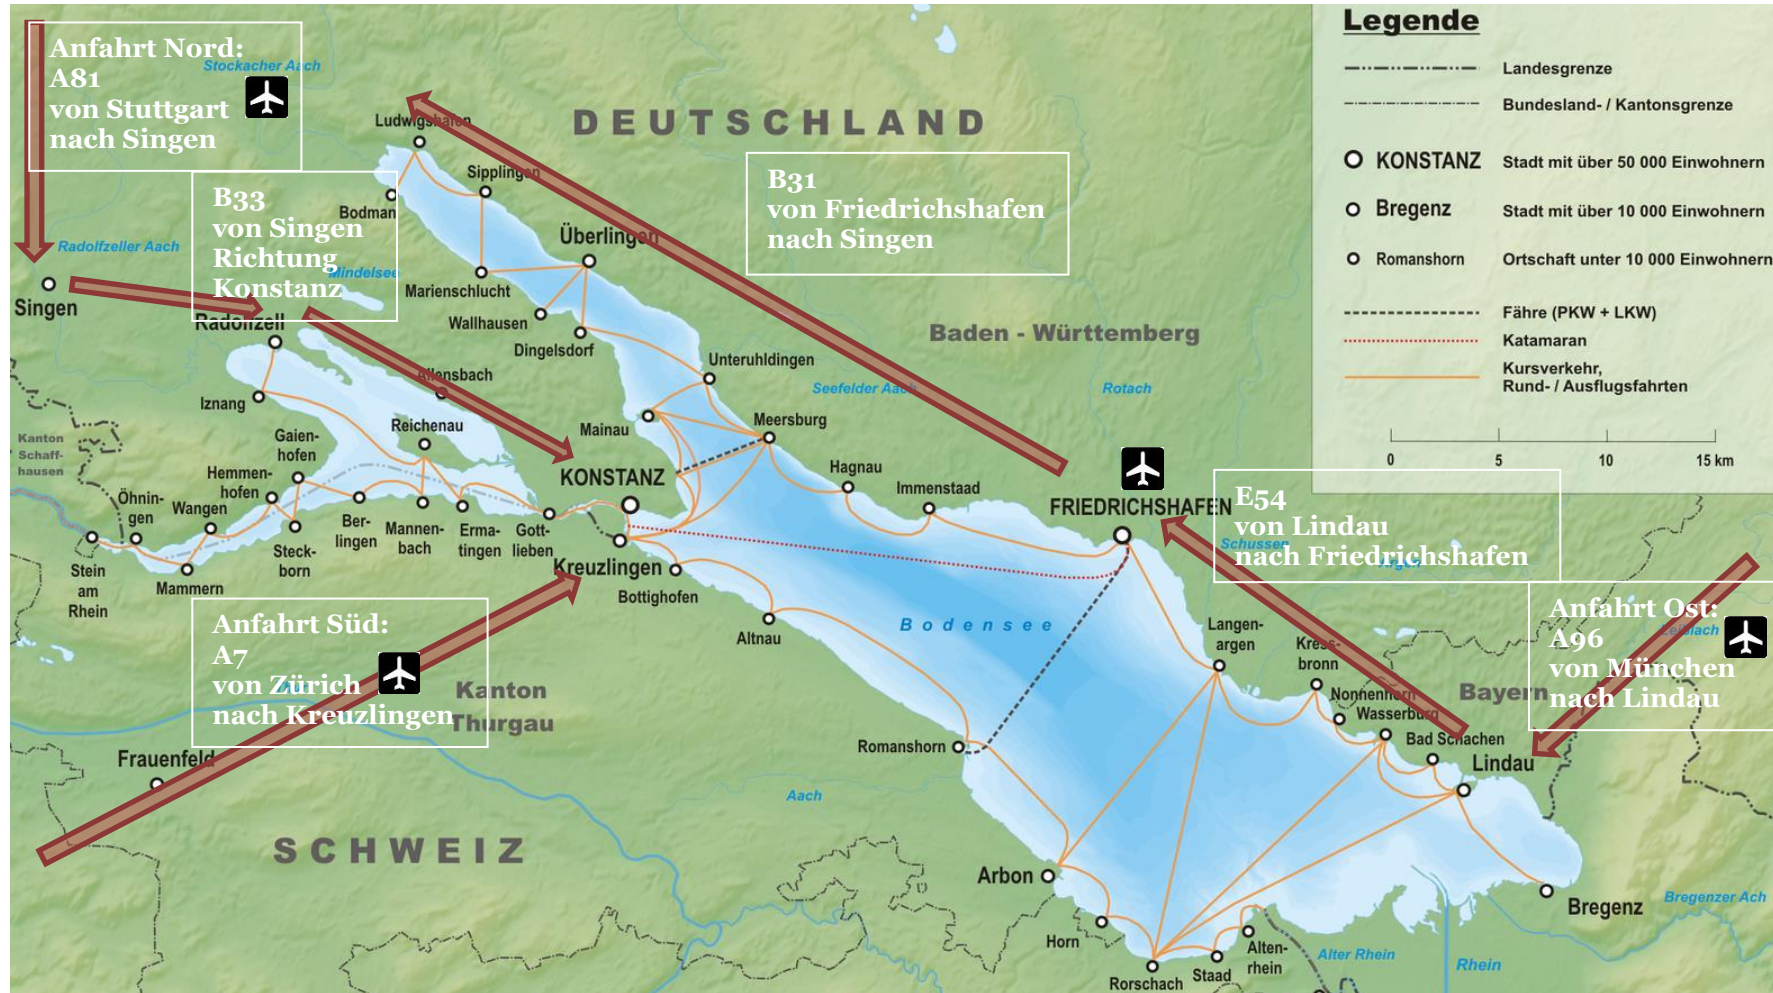 Anfahrt Nord:
A81
von Stuttgart
nach Singen
Stockacher Aach
B33
von Singen
Richtung
Konstanz
B31
von Friedrichshafen
nach Singen
E54
von Lindau
nach Friedrichshafen
Anfahrt Ost:
A96
von München
nach Lindau
Anfahrt Süd:
A7
von Zürich
nach Kreuzlingen
Legende
Landesgrenze
Bundesland- / Kantonsgrenze
KONSTANZ Stadt mit über 50 000 Einwohnern
Bregenz Stadt mit über 10 000 Einwohnern
Romanshorn Ortschaft unter 10 000 Einwohnern
Fähre (PKW + LKW)
Katamaran
Kursverkehr,
Rund- / Ausflugsfahrten
0 5 10 15 km
DEUTSCHLAND
Baden - Württemberg
Ludwigshafen
Sipplingen
Bodman
Überlingen
Radolfzeller Aach
Mindelsee
Singen
Radolfzell
Marienschlucht
Wallhausen
Dingelsdorf
Unteruhldingen
Seefelder Aach
Rotach
Allensbach
Iznang
Reichenau
Mainau
Meersburg
Kanton
Schaff-
hausen
Gaien-
hofen
Hemmen-
hofen
Öhnin-
gen
Wangen
KONSTANZ
Hagnau
Immenstaad
FRIEDRICHSHAFEN
Schussen
Argen
Leiblach
Stein
am
Rhein
Mammern
Steck-
born
Ber-
lingen
Mannen-
bach
Erma-
tingen
Gott-
lieben
Kreuzlingen
Bottighofen
Altnau
Bodensee
Langen-
argen
Kress-
bronn
Nonnenhorn
Wasserburg
Bad Schachen
Lindau
Bayern
Thur
Kanton
Thurgau
Frauenfeld
Romanshorn
Aach
SCHWEIZ
Arbon
Horn
Rorschach
Staad
Alten-
rhein
Alter Rhein
Rhein
Bregenz
Bregenzer Ach